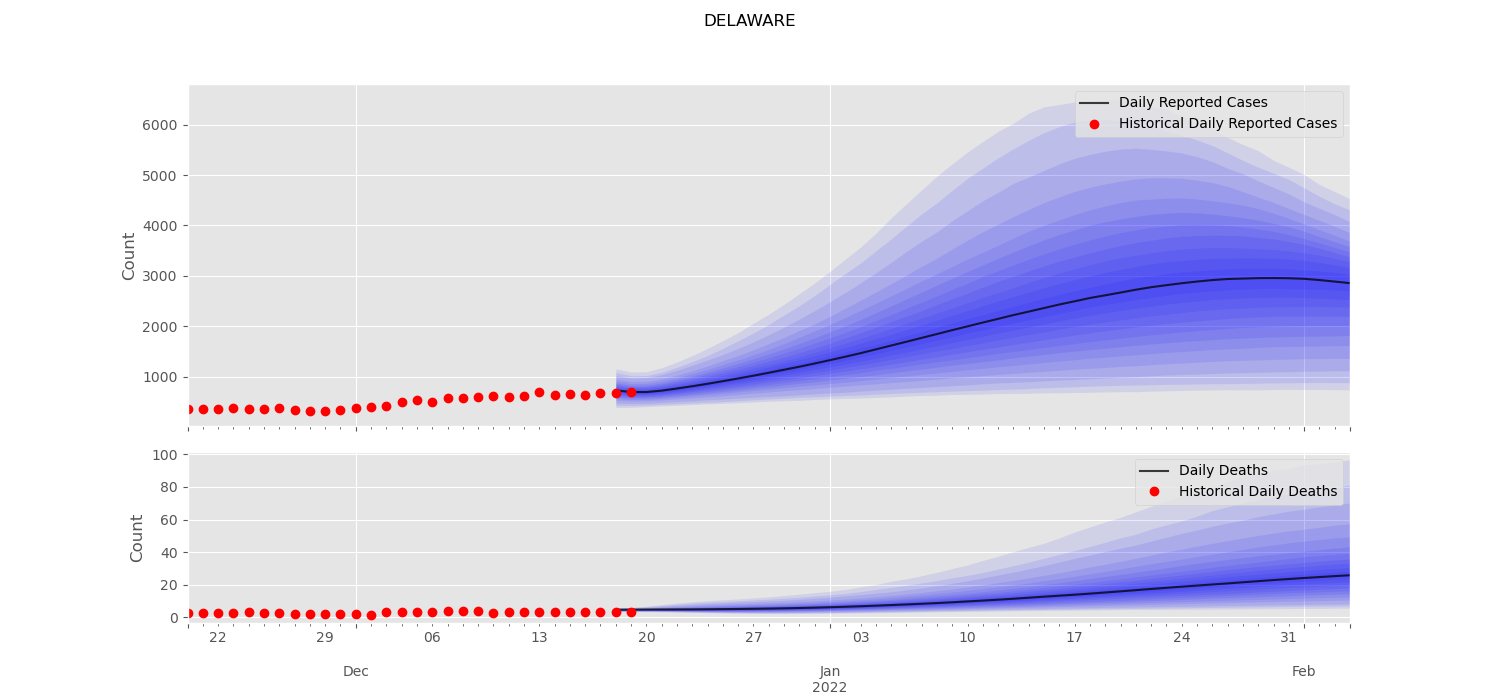 DELAWARE
Count
6000
5000
4000
3000
2000
1000
Daily Reported Cases
Historical Daily Reported Cases
Count
100
80
60
40
20
0
Daily Deaths
Historical Daily Deaths
22 29 06 13 20 27 03 10 17 24 31
Dec Jan Feb
2022